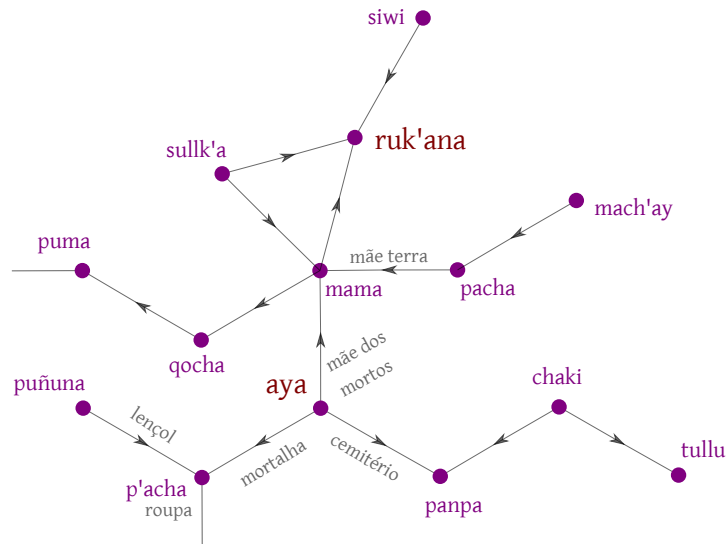 siwi
ruk'ana
sullk'a
mach'ay
puma
mãe terra
mama
pacha
qocha
mãe dos
mortos
puñuna
aya
chaki
lençol
mortalha
cemitério
tullu
p'acha
roupa
panpa